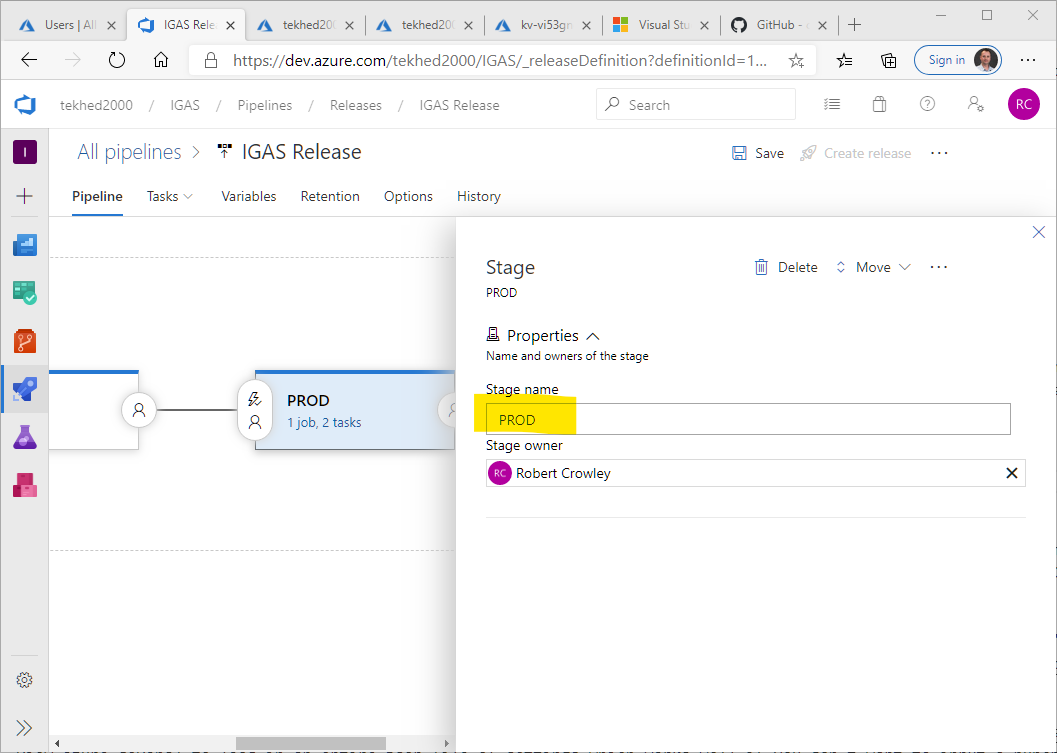 Users | All
IGAS Rele
tekhed200
tekhed200
kv-vi53gn
Visual Stu
GitHub -
https://dev.azure.com/tekhed2000/IGAS/_releaseDefinition?definitionId=1...
Sign in
tekhed2000 / IGAS / Pipelines / Releases / IGAS Release
Search
RC
I
All pipelines > IGAS Release
Save
Create release
Pipeline Tasks Variables Retention Options History
Stage
Delete
Move
PROD
Properties
Name and owners of the stage
Stage name
PROD
Stage owner
RC Robert Crowley
PROD
1 job, 2 tasks